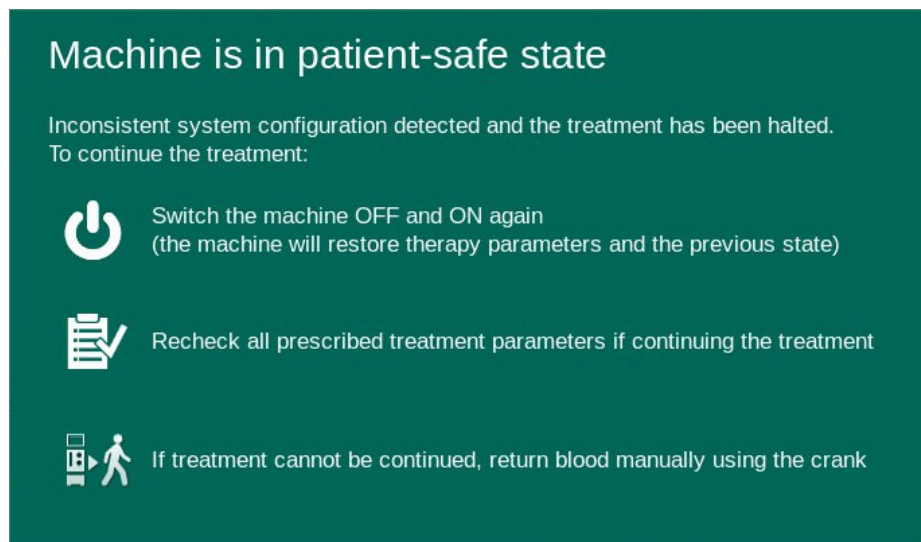 Machine is in patient-safe state
Inconsistent system configuration detected and the treatment has been halted.
To continue the treatment:
Switch the machine OFF and ON again
(the machine will restore therapy parameters and the previous state)
Recheck all prescribed treatment parameters if continuing the treatment
If treatment cannot be continued, return blood manually using the crank